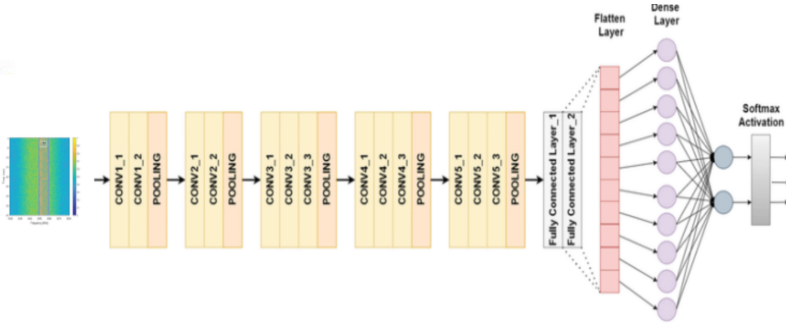 CONV1_1
CONV1_2
POOLING
CONV2_1
CONV2_2
POOLING
CONV3_1
CONV3_2
CONV3_3
POOLING
CONV4_1
CONV4_2
CONV4_3
POOLING
CONV5_1
CONV5_2
CONV5_3
POOLING
Fully Connected Layer_1
Fully Connected Layer_2
Flatten
Layer
Dense
Layer
Softmax
Activation